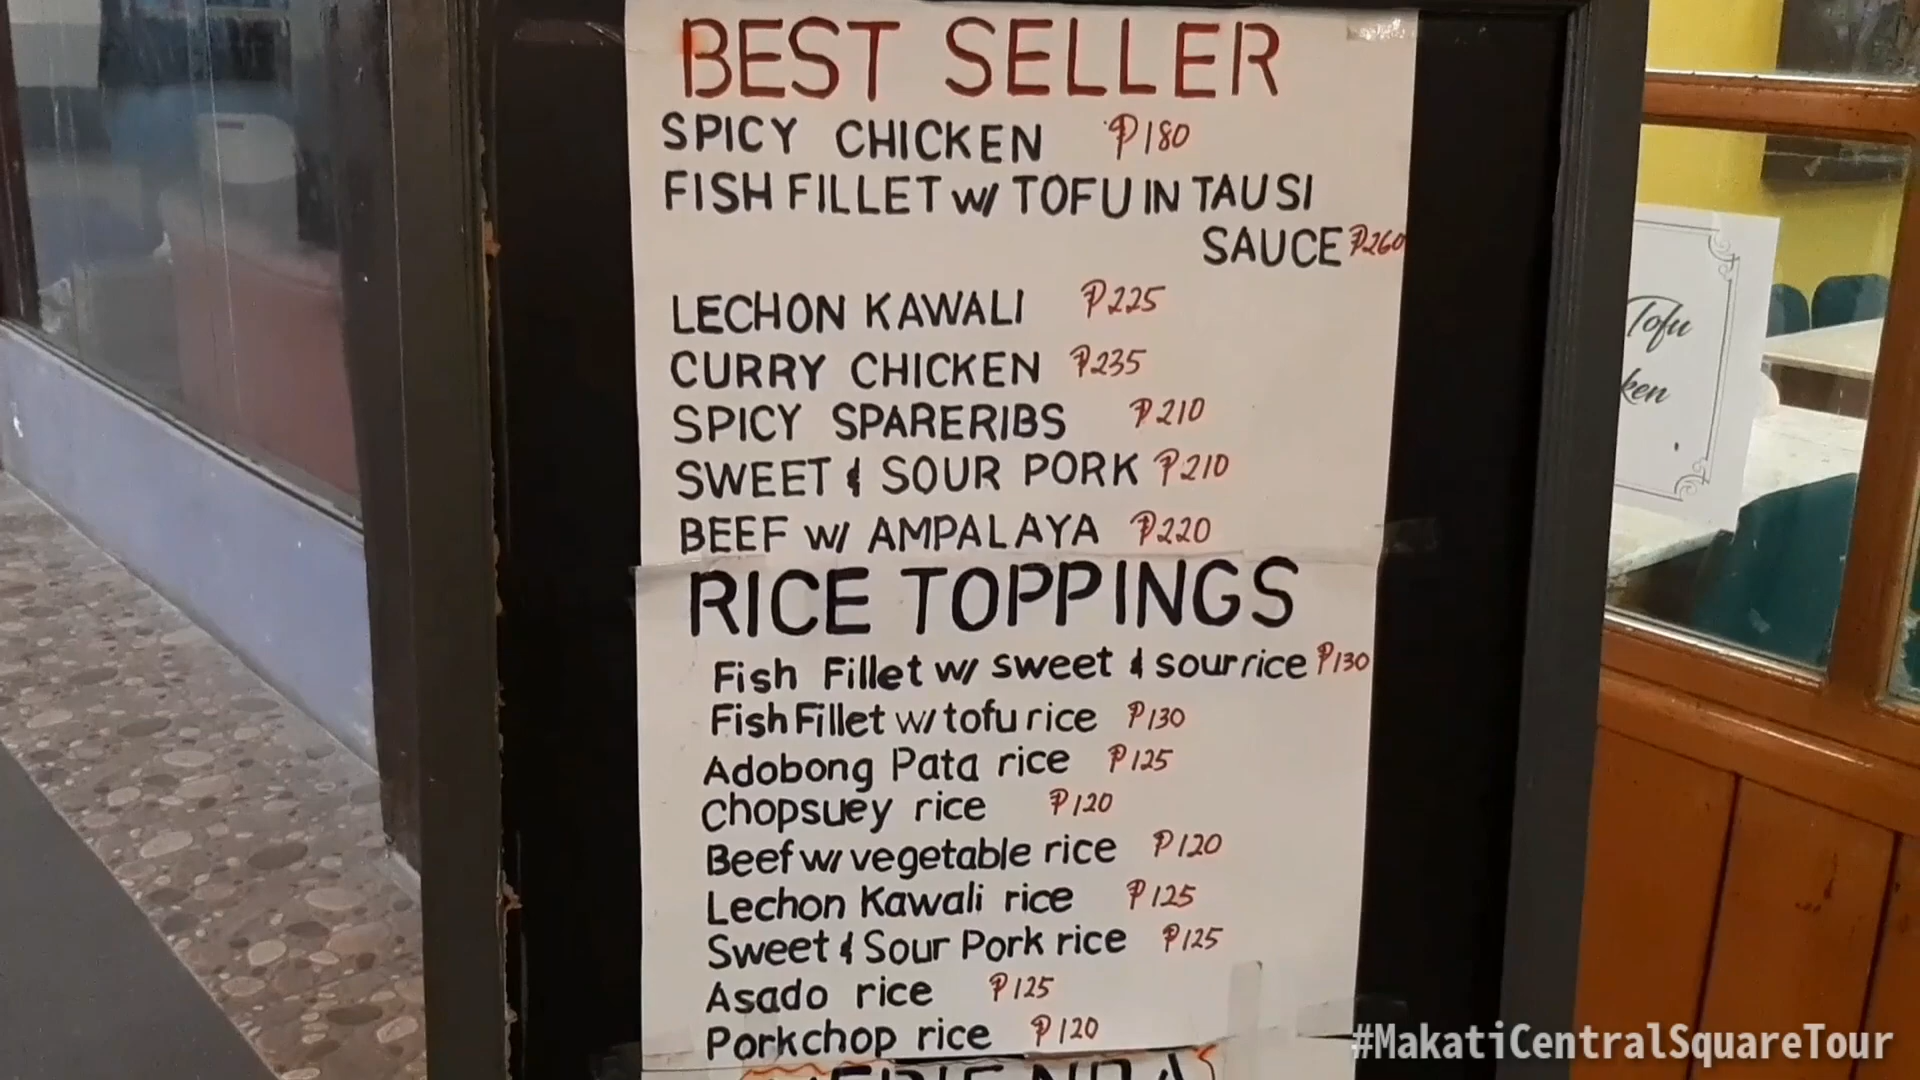 BEST SELLER
SPICY CHICKEN ₱180
FISH FILLET w/ TOFU IN TAUSI
SAUCE ₱260
LECHON KAWALI ₱225
CURRY CHICKEN ₱235
SPICY SPARERIBS ₱210
SWEET & SOUR PORK ₱210
BEEF w/ AMPALAYA ₱220
RICE TOPPINGS
Fish Fillet w/ sweet & sour rice ₱130
Fish Fillet w/ tofu rice ₱130
Adobong Pata rice ₱125
Chopsuey rice ₱120
Beef w/ vegetable rice ₱120
Lechon Kawali rice ₱125
Sweet & Sour Pork rice ₱125
Asado rice ₱125
Porkchop rice ₱120
Tofu
#MakatiCentralSquareTour